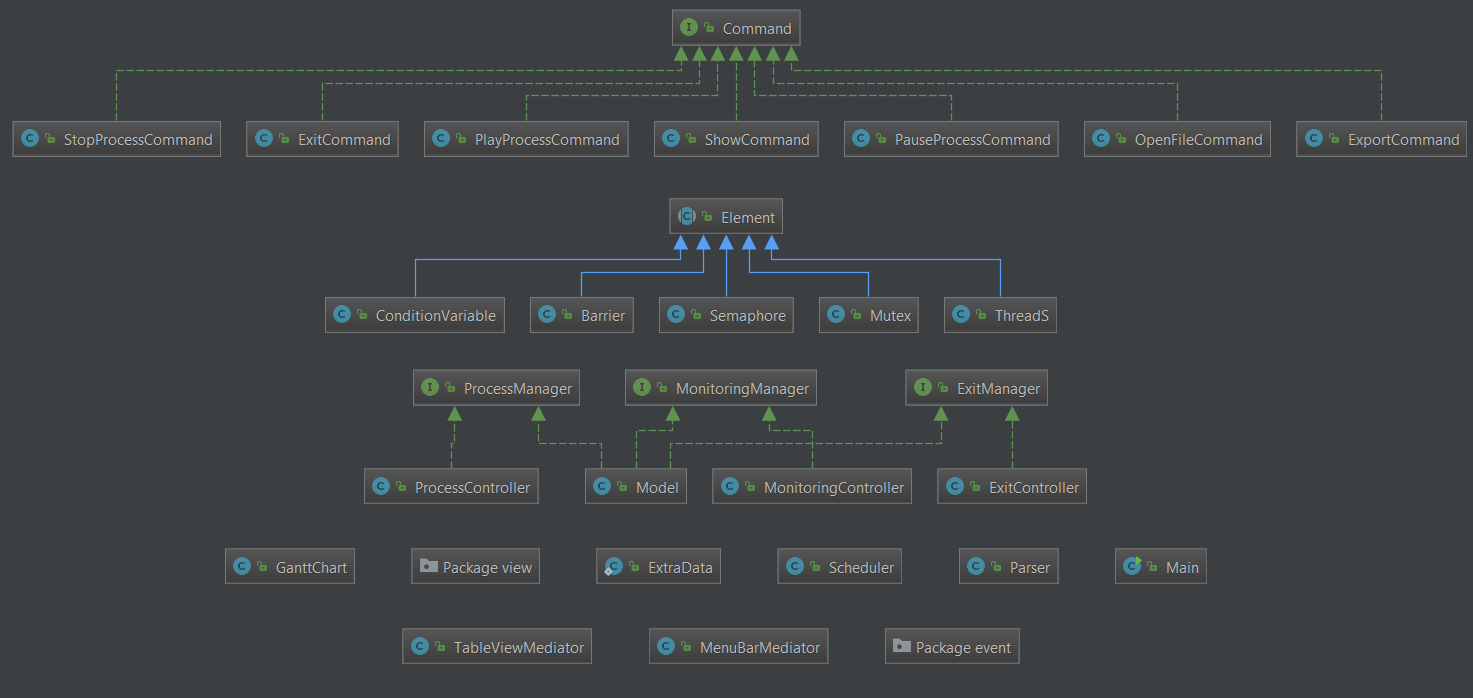 Command
StopProcessCommand
ExitCommand
PlayProcessCommand
ShowCommand
PauseProcessCommand
OpenFileCommand
ExportCommand
Element
ConditionVariable
Barrier
Semaphore
Mutex
ThreadS
ProcessManager
MonitoringManager
ExitManager
ProcessController
Model
MonitoringController
ExitController
GanttChart
Package view
ExtraData
Scheduler
Parser
Main
TableViewMediator
MenuBarMediator
Package event